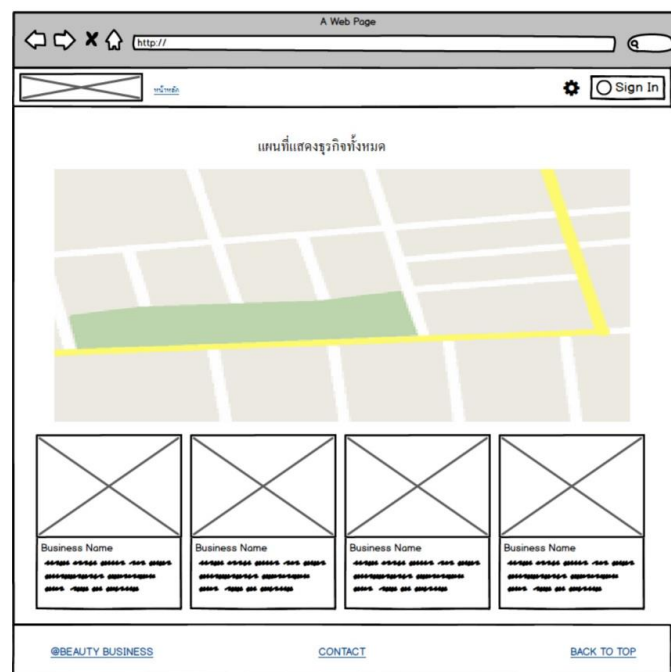 A Web Page
http://
หน้าหลัก
Sign In
แผนที่แสดงธุรกิจทั้งหมด
Business Name
Business Name
Business Name
Business Name
@BEAUTY BUSINESS
CONTACT
BACK TO TOP